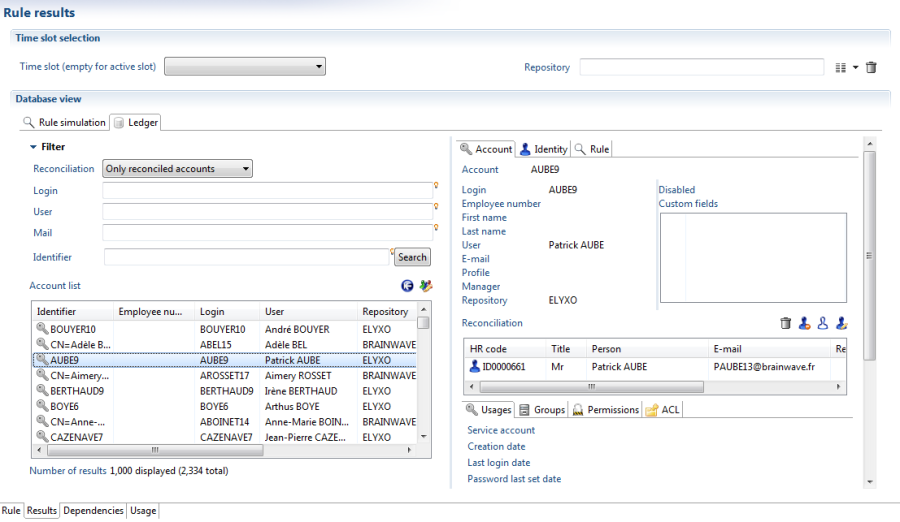 Rule results
Time slot selection
Time slot (empty for active slot)
Repository
Database view
Rule simulation Ledger
Filter
Reconciliation Only reconciled accounts
Login
User
Mail
Identifier Search
Account list
Identifier Employee nu... Login User Repository
BOUYER10 BOUYER10 André BOUYER ELYXO
CN=Adèle B... ABEL15 Adèle BEL BRAINWAVE
AUBE9 AUBE9 Patrick AUBE ELYXO
CN=Aimery... AROSSET17 Aimery ROSSET BRAINWAVE
BERTHAUD9 BERTHAUD9 Irène BERTHAUD ELYXO
BOYE6 BOYE6 Arthus BOYE ELYXO
CN=Anne-... ABOINET14 Anne-Marie BOIN... BRAINWAVE
CAZENAVE7 CAZENAVE7 Jean-Pierre CAZE... ELYXO
Number of results 1,000 displayed (2,334 total)
Account Identity Rule
Account AUBE9
Login AUBE9 Disabled
Employee number Custom fields
First name
Last name
User Patrick AUBE
E-mail
Profile
Manager
Repository ELYXO
Reconciliation
HR code Title Person E-mail Re
ID0000661 Mr Patrick AUBE PAUBE13@brainwave.fr
Usages Groups Permissions ACL
Service account
Creation date
Last login date
Password last set date
Rule Results Dependencies Usage